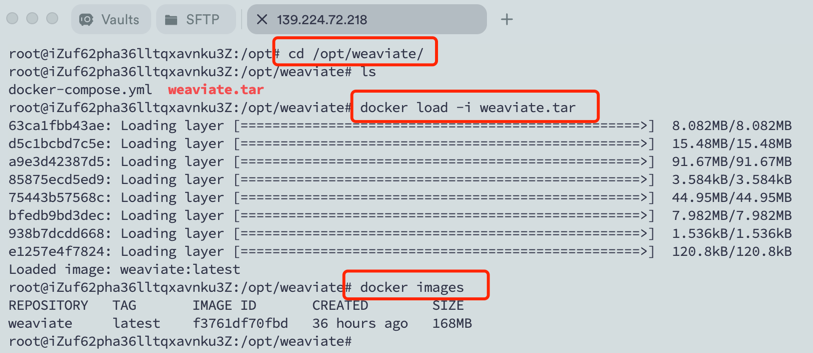 Vaults
SFTP
139.224.72.218
root@iZuf62pha36lltqxavnku3Z:/opt# cd /opt/weaviate/
root@iZuf62pha36lltqxavnku3Z:/opt/weaviate# ls
docker-compose.yml weaviate.tar
root@iZuf62pha36lltqxavnku3Z:/opt/weaviate# docker load -i weaviate.tar
63ca1fbb43ae: Loading layer [==================================================>] 8.082MB/8.082MB
d5c1bcbd7c5e: Loading layer [==================================================>] 15.48MB/15.48MB
a9e3d42387d5: Loading layer [==================================================>] 91.67MB/91.67MB
85875ecd5ed9: Loading layer [==================================================>] 3.584kB/3.584kB
75443b57568c: Loading layer [==================================================>] 44.95MB/44.95MB
bfedb9bd3dec: Loading layer [==================================================>] 7.982MB/7.982MB
938b7dcdd668: Loading layer [==================================================>] 1.536kB/1.536kB
e1257e4f7824: Loading layer [==================================================>] 120.8kB/120.8kB
Loaded image: weaviate:latest
root@iZuf62pha36lltqxavnku3Z:/opt/weaviate# docker images
REPOSITORY TAG IMAGE ID CREATED SIZE
weaviate latest f3761df70fbd 36 hours ago 168MB
root@iZuf62pha36lltqxavnku3Z:/opt/weaviate#